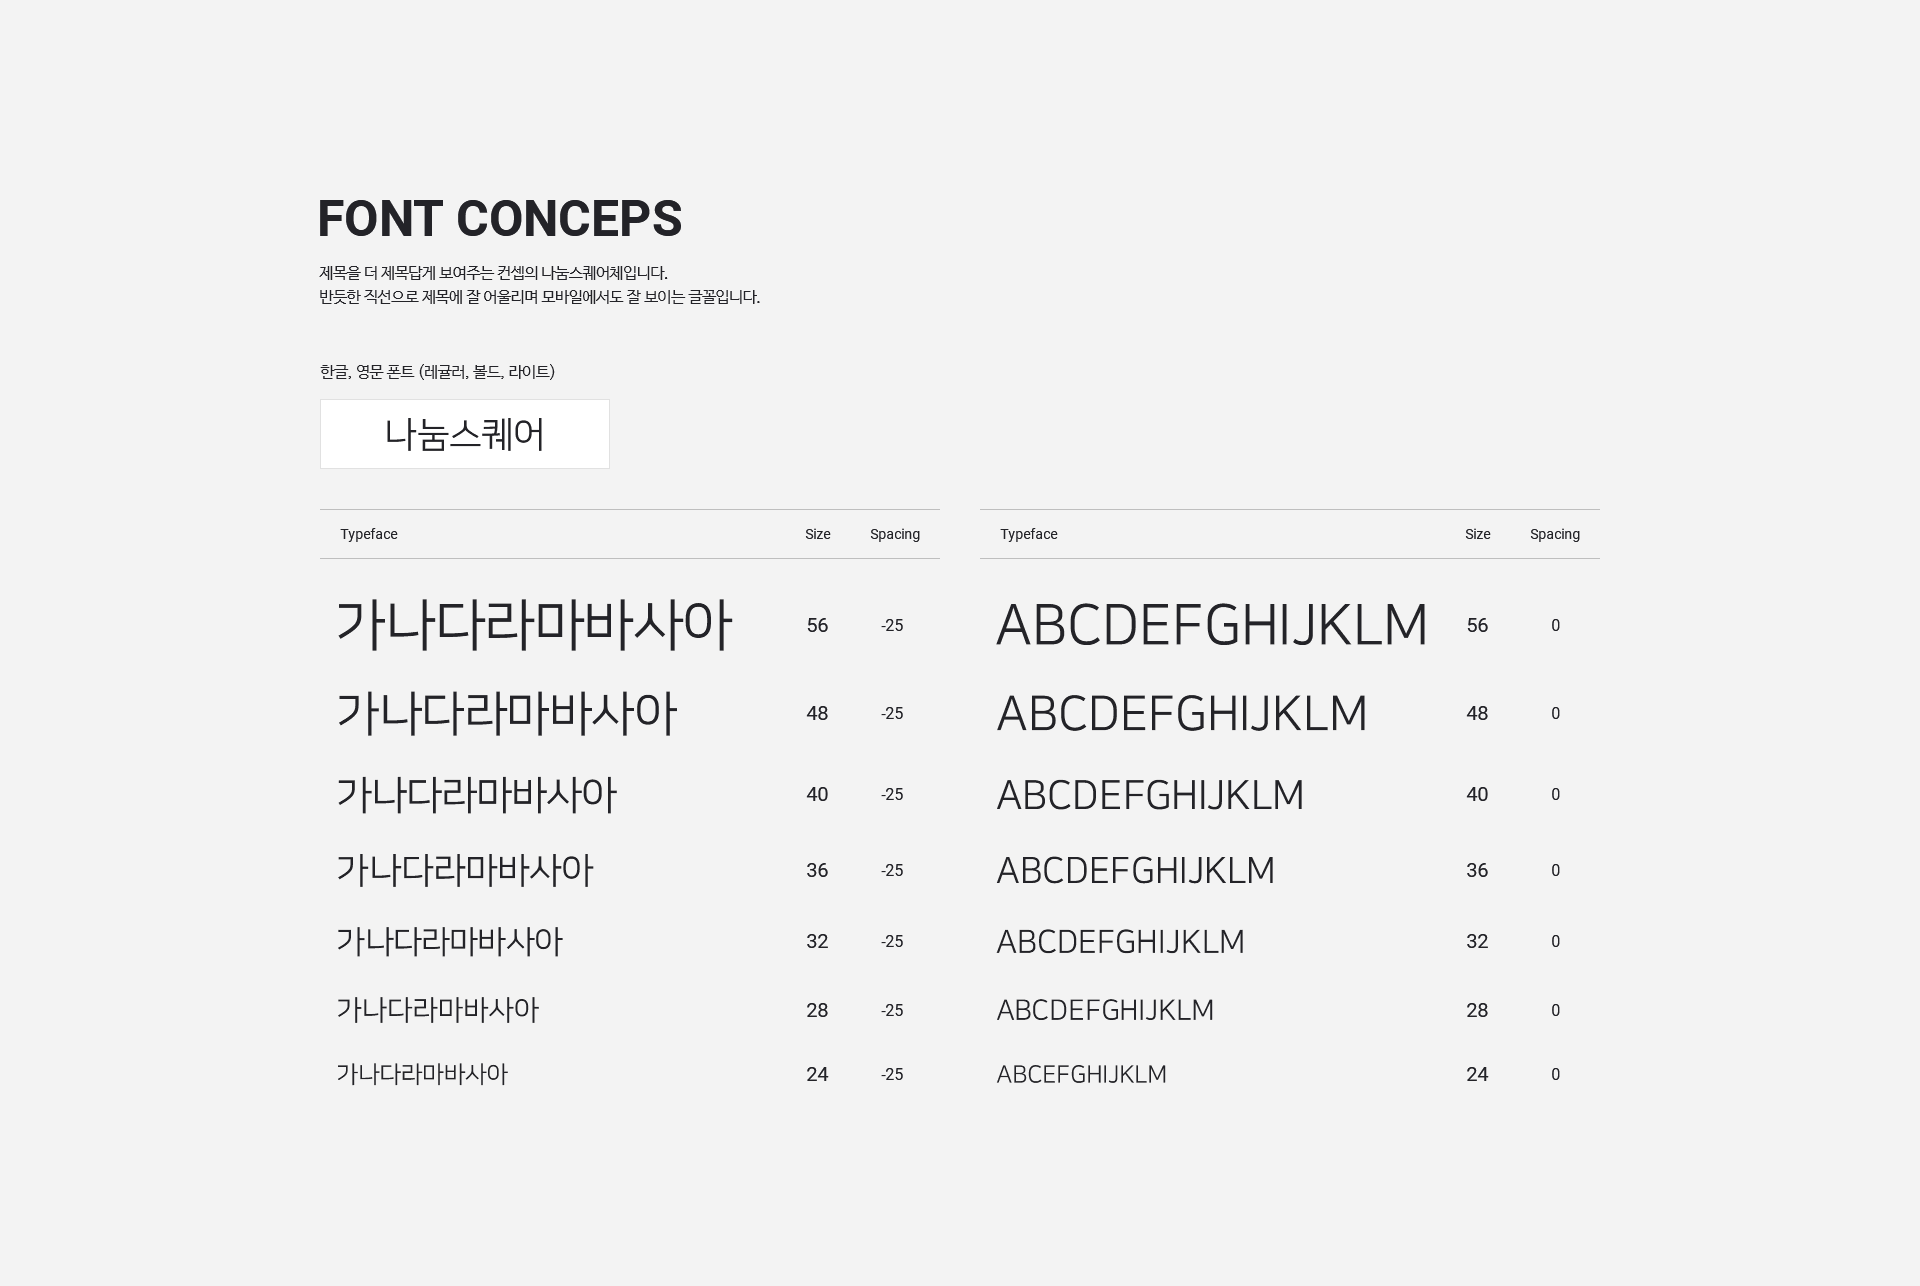 FONT CONCEPS
제목을 더 제목답게 보여주는 컨셉의 나눔스퀘어체입니다.
반듯한 직선으로 제목에 잘 어울리며 모바일에서도 잘 보이는 글꼴입니다.
한글, 영문 폰트 (레귤러, 볼드, 라이트)
나눔스퀘어
Typeface Size Spacing
가나다라마바사아 56 -25
가나다라마바사아 48 -25
가나다라마바사아 40 -25
가나다라마바사아 36 -25
가나다라마바사아 32 -25
가나다라마바사아 28 -25
가나다라마바사아 24 -25
Typeface Size Spacing
ABCDEFGHIJKLM 56 0
ABCDEFGHIJKLM 48 0
ABCDEFGHIJKLM 40 0
ABCDEFGHIJKLM 36 0
ABCDEFGHIJKLM 32 0
ABCDEFGHIJKLM 28 0
ABCEFGHIJKLM 24 0